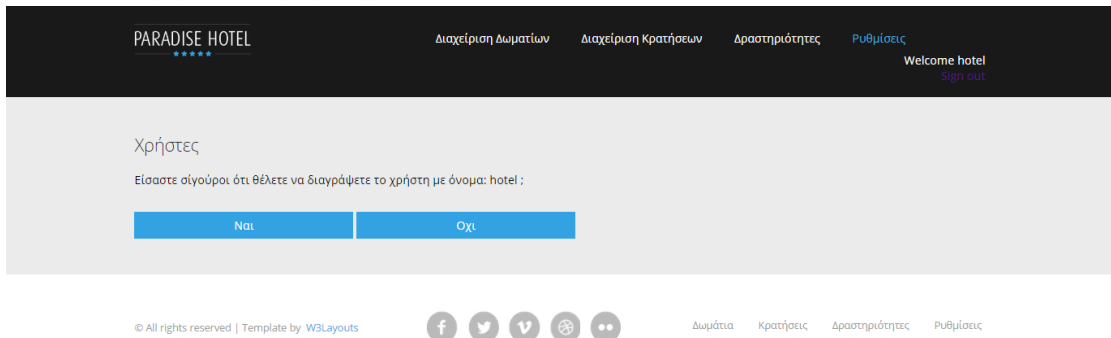 PARADISE HOTEL
Διαχείριση Δωματίων Διαχείριση Κρατήσεων Δραστηριότητες Ρυθμίσεις
Welcome hotel
Sign out
Χρήστες
Είσαστε σίγούροι ότι θέλετε να διαγράψετε το χρήστη με όνομα: hotel ;
Ναι Οχι
© All rights reserved | Template by W3Layouts
Δωμάτια Κρατήσεις Δραστηριότητες Ρυθμίσεις